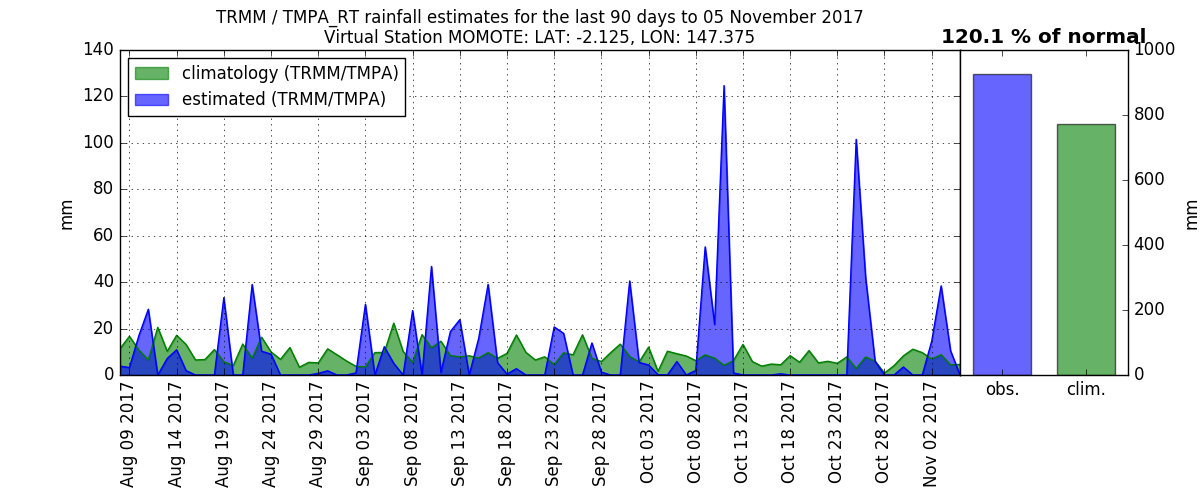 TRMM / TMPA_RT rainfall estimates for the last 90 days to 05 November 2017
Virtual Station MOMOTE: LAT: -2.125, LON: 147.375
120.1 % of normal
climatology (TRMM/TMPA)
estimated (TRMM/TMPA)
mm
140
120
100
80
60
40
20
0
Aug 09 2017
Aug 14 2017
Aug 19 2017
Aug 24 2017
Aug 29 2017
Sep 03 2017
Sep 08 2017
Sep 13 2017
Sep 18 2017
Sep 23 2017
Sep 28 2017
Oct 03 2017
Oct 08 2017
Oct 13 2017
Oct 18 2017
Oct 23 2017
Oct 28 2017
Nov 02 2017
obs.
clim.
1000
800
600
400
200
0
mm